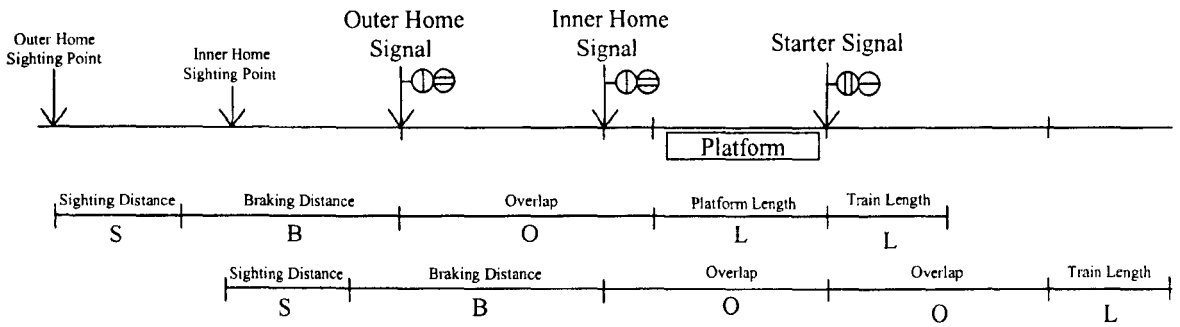 Outer Home
Sighting Point
Inner Home
Sighting Point
Outer Home
Signal
Inner Home
Signal
Starter Signal
Platform
Sighting Distance
Braking Distance
Overlap
Platform Length
Train Length
S
B
O
L
L
Sighting Distance
Braking Distance
Overlap
Overlap
Train Length
S
B
O
O
L